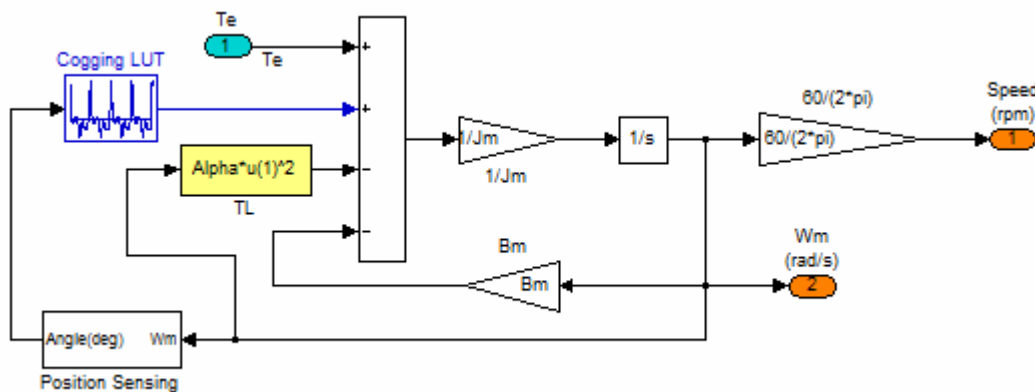 Te
1
Te
Cogging LUT
+
+
-
-
Alpha*u(1)^2
TL
1/Jm
1/Jm
1/s
60/(2*pi)
60/(2*pi)
Speed
(rpm)
1
Bm
Bm
Wm
(rad/s)
2
Angle(deg) Wm
Position Sensing